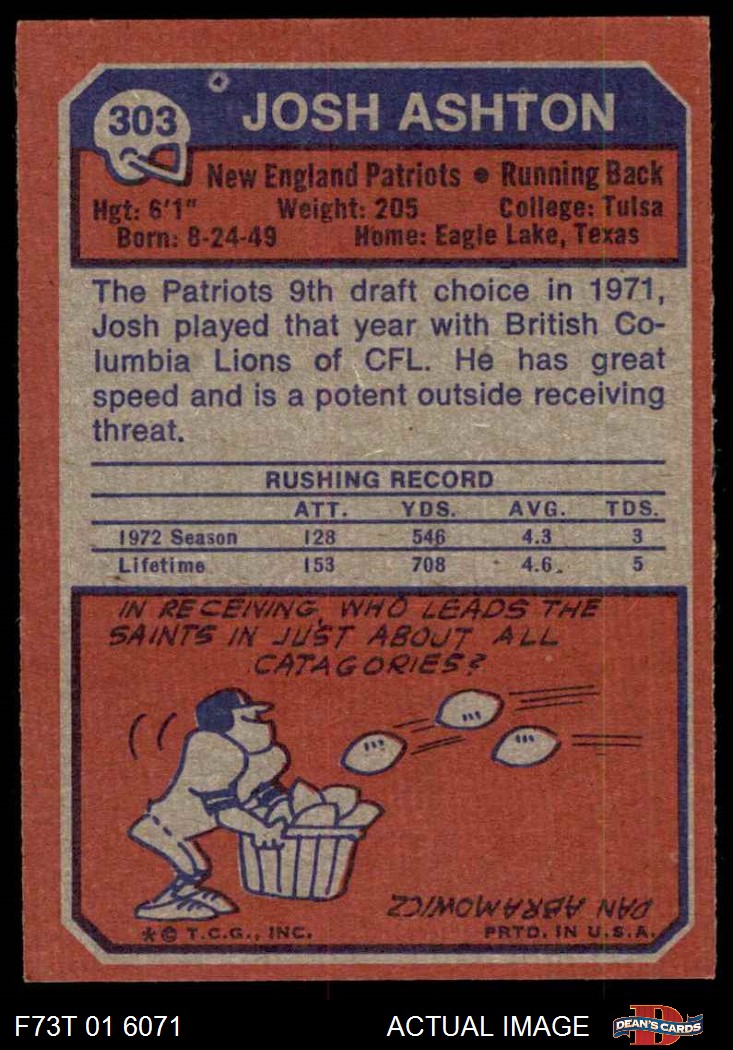 303
JOSH ASHTON
New England Patriots • Running Back
Hgt: 6'1" Weight: 205 College: Tulsa
Born: 8-24-49 Home: Eagle Lake, Texas
The Patriots 9th draft choice in 1971,
Josh played that year with British Co-
lumbia Lions of CFL. He has great
speed and is a potent outside receiving
threat.
RUSHING RECORD
ATT. YDS. AVG. TDS.
1972 Season 128 546 4.3 3
Lifetime 153 708 4.6 5
IN RECEIVING, WHO LEADS THE
SAINTS IN JUST ABOUT ALL
CATAGORIES?
DAN ABRAMOWICZ
*© T.C.G., INC. PRTD. IN U.S.A.
F73T 01 6071 ACTUAL IMAGE D DEAN'S CARDS